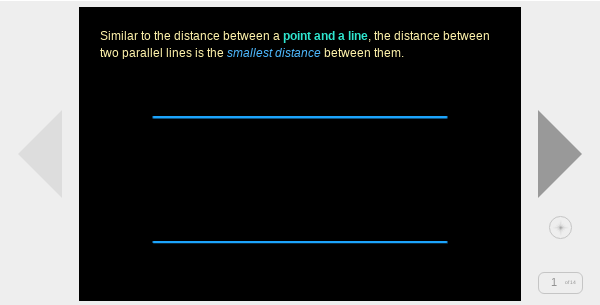 Similar to the distance between a point and a line, the distance between
two parallel lines is the smallest distance between them.
1